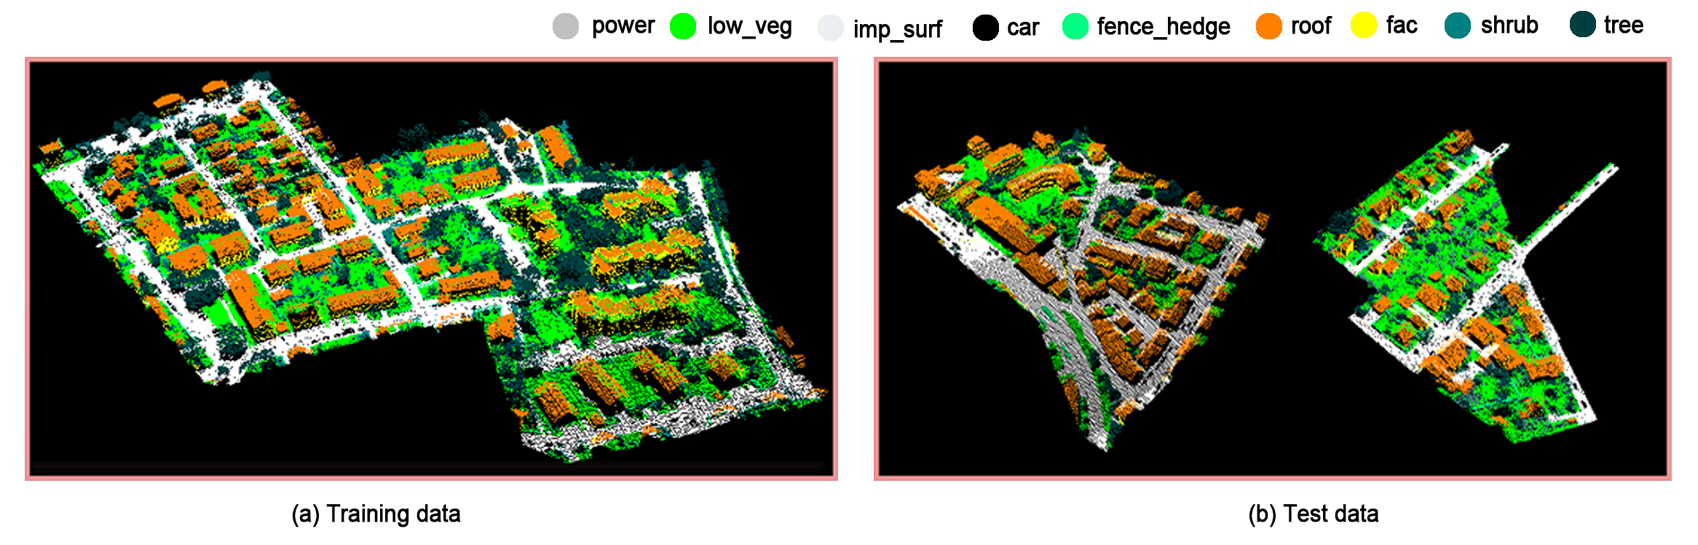 power low_veg imp_surf car fence_hedge roof fac shrub tree
(a) Training data
(b) Test data